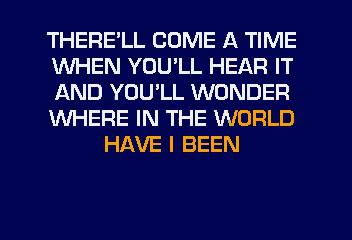 THERE'LL COME A TIME
WHEN YOU'LL HEAR IT
AND YOU'LL WONDER
WHERE IN THE WORLD
HAVE I BEEN